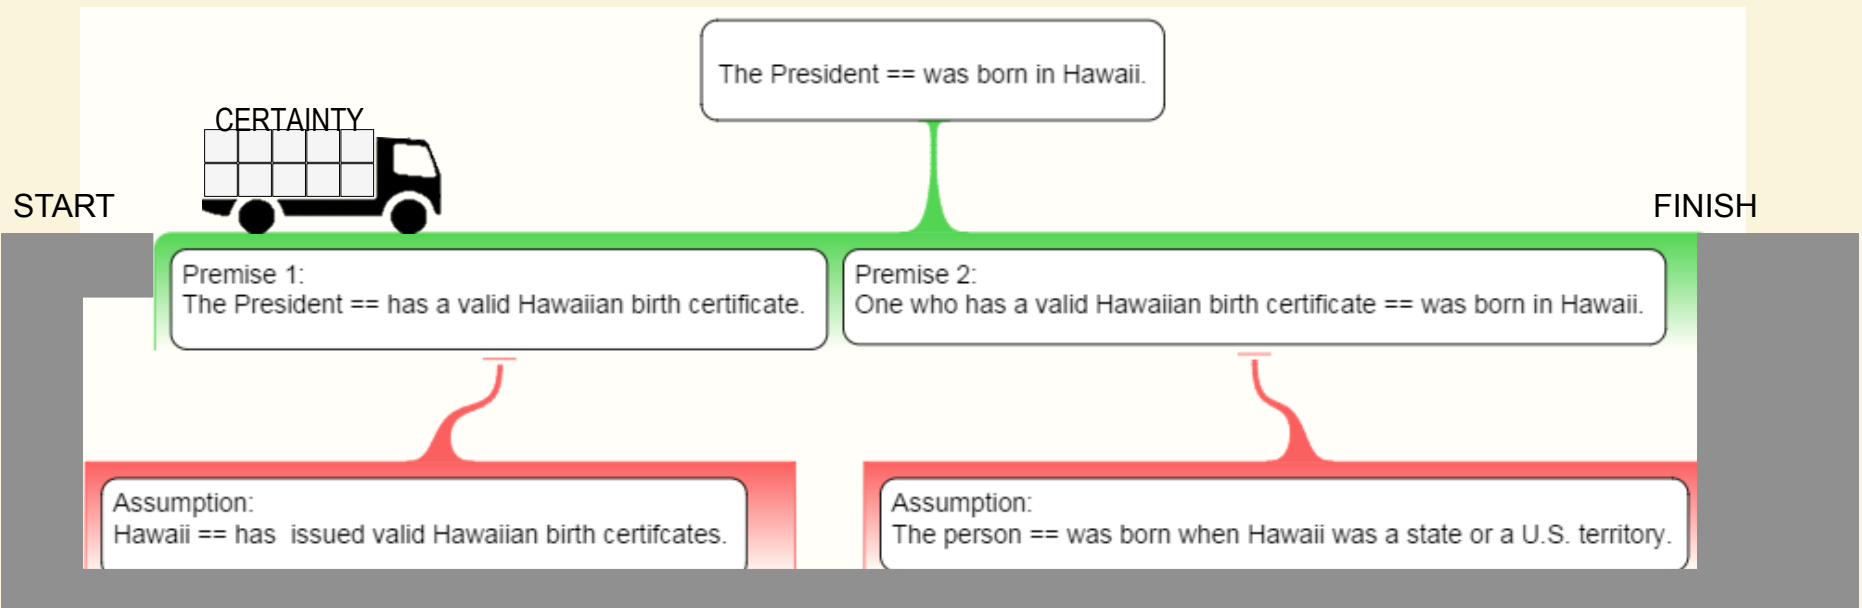 The President == was born in Hawaii.
CERTAINTY
START
FINISH
Premise 1:
The President == has a valid Hawaiian birth certificate.
Premise 2:
One who has a valid Hawaiian birth certificate == was born in Hawaii.
Assumption:
Hawaii == has  issued valid Hawaiian birth certifcates.
Assumption:
The person == was born when Hawaii was a state or a U.S. territory.